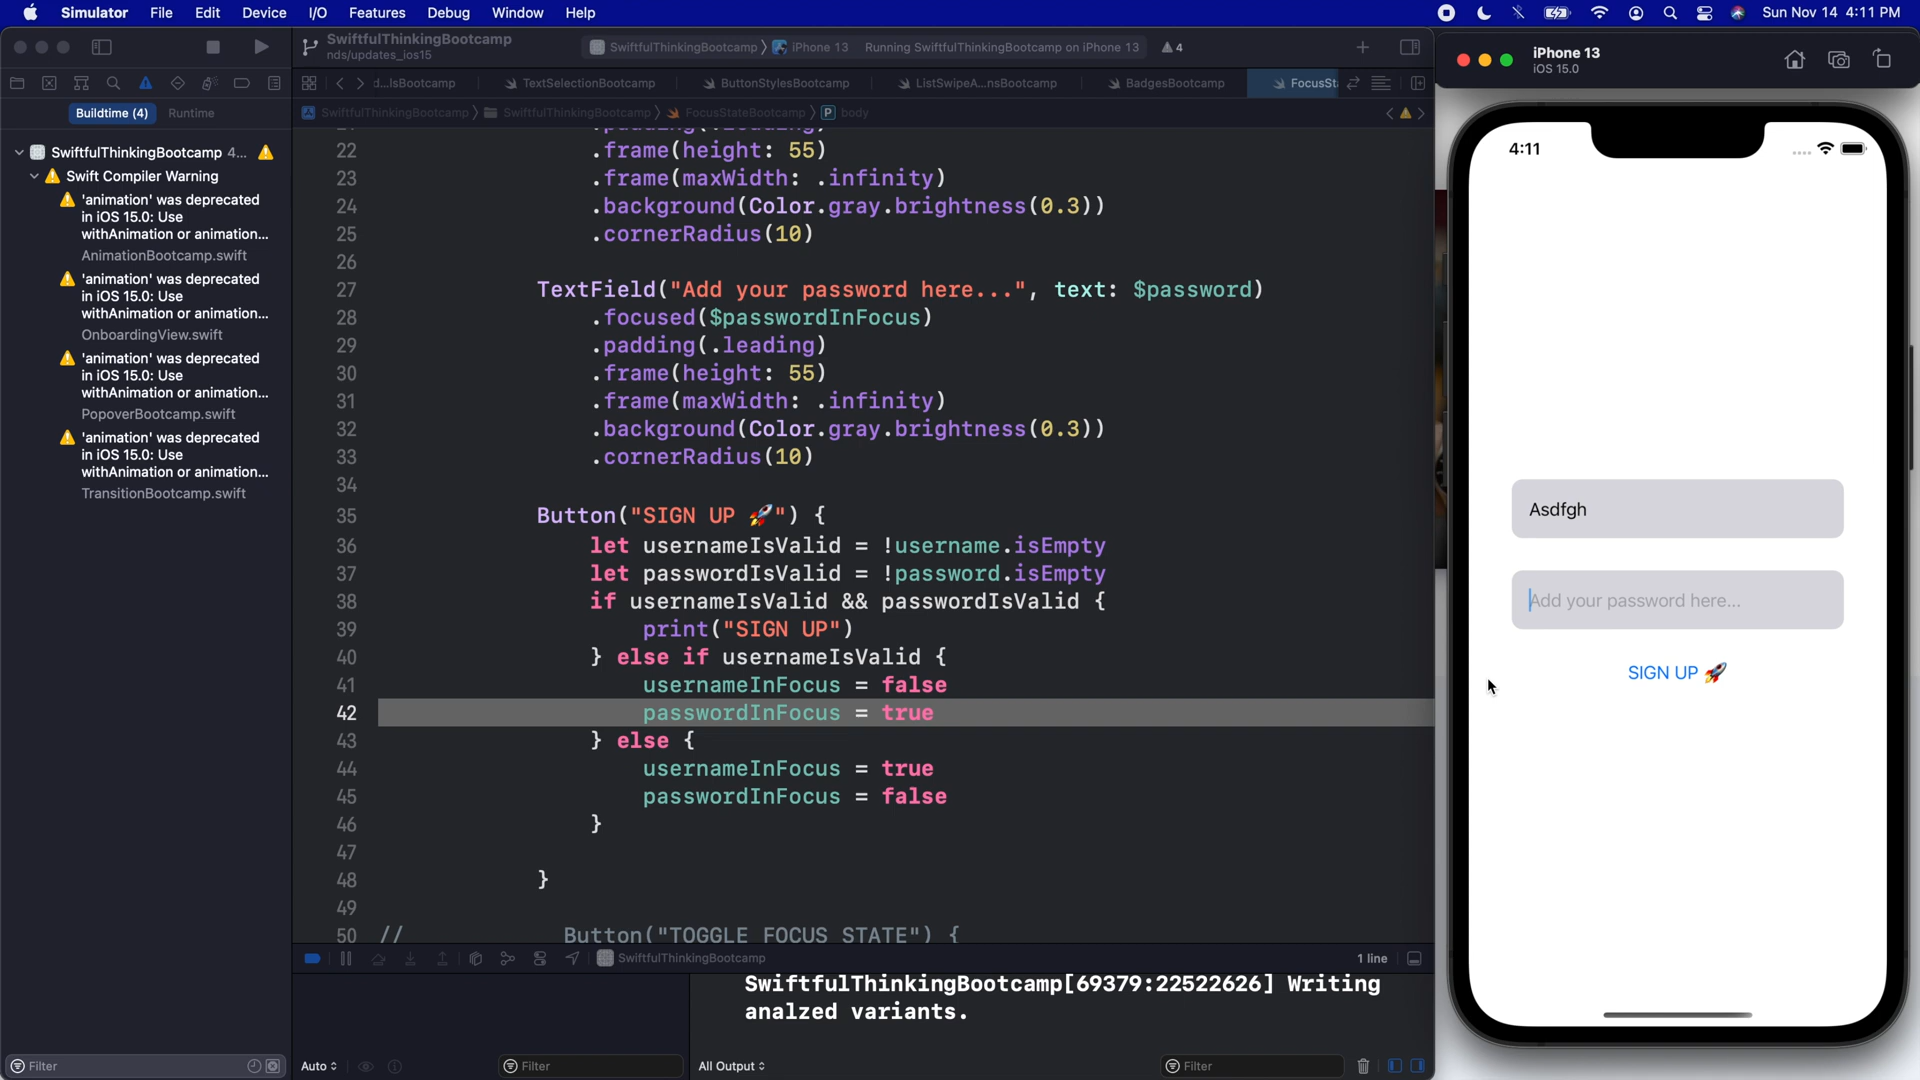 Simulator File Edit Device I/O Features Debug Window Help Sun Nov 14 4:11 PM
SwiftfulThinkingBootcamp
nds/updates_ios15
SwiftfulThinkingBootcamp iPhone 13 Running SwiftfulThinkingBootcamp on iPhone 13 4
d...lsBootcamp TextSelectionBootcamp ButtonStylesBootcamp ListSwipeA...nsBootcamp BadgesBootcamp FocusSt
Buildtime (4) Runtime
SwiftfulThinkingBootcamp SwiftfulThinkingBootcamp FocusStateBootcamp P body
SwiftfulThinkingBootcamp 4...
Swift Compiler Warning
'animation' was deprecated
in iOS 15.0: Use
withAnimation or animation...
AnimationBootcamp.swift
'animation' was deprecated
in iOS 15.0: Use
withAnimation or animation...
OnboardingView.swift
'animation' was deprecated
in iOS 15.0: Use
withAnimation or animation...
PopoverBootcamp.swift
'animation' was deprecated
in iOS 15.0: Use
withAnimation or animation...
TransitionBootcamp.swift
Filter
22 .frame(height: 55)
23 .frame(maxWidth: .infinity)
24 .background(Color.gray.brightness(0.3))
25 .cornerRadius(10)
26
27 TextField("Add your password here...", text: $password)
28 .focused($passwordInFocus)
29 .padding(.leading)
30 .frame(height: 55)
31 .frame(maxWidth: .infinity)
32 .background(Color.gray.brightness(0.3))
33 .cornerRadius(10)
34
35 Button("SIGN UP 🚀") {
36 let usernameIsValid = !username.isEmpty
37 let passwordIsValid = !password.isEmpty
38 if usernameIsValid && passwordIsValid {
39 print("SIGN UP")
40 } else if usernameIsValid {
41 usernameInFocus = false
42 passwordInFocus = true
43 } else {
44 usernameInFocus = true
45 passwordInFocus = false
46 }
47
48 }
49
50 // Button("TOGGLE FOCUS STATE") {
SwiftfulThinkingBootcamp 1 line
SwiftfulThinkingBootcamp[69379:22522626] Writing
analzed variants.
Auto Filter All Output Filter
iPhone 13
iOS 15.0
4:11
Asdfgh
Add your password here...
SIGN UP 🚀